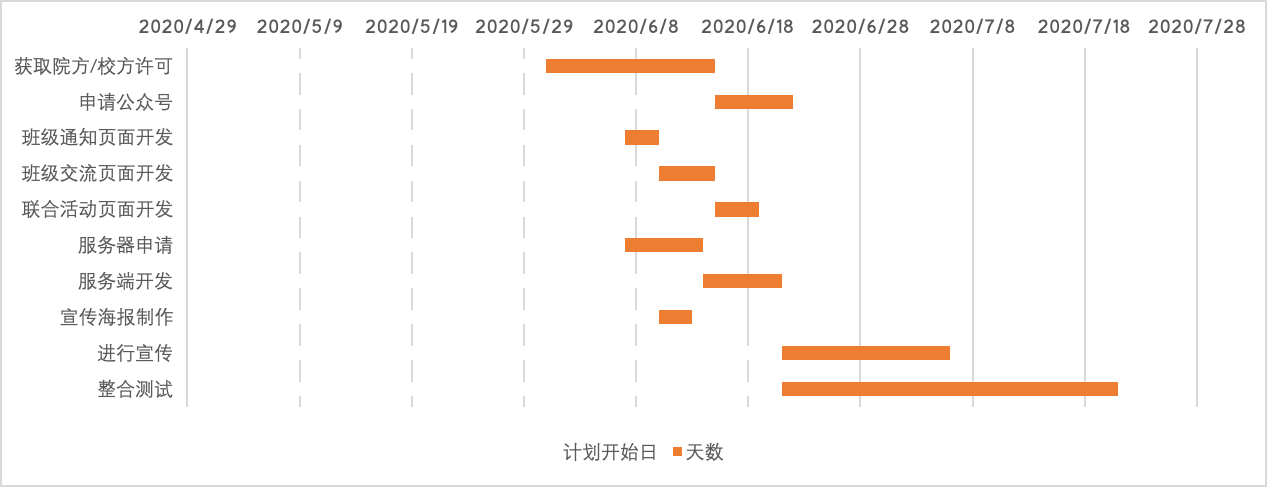 2020/4/29 2020/5/9 2020/5/19 2020/5/29 2020/6/8 2020/6/18 2020/6/28 2020/7/8 2020/7/18 2020/7/28
获取院方/校方许可
申请公众号
班级通知页面开发
班级交流页面开发
联合活动页面开发
服务器申请
服务端开发
宣传海报制作
进行宣传
整合测试
计划开始日 天数